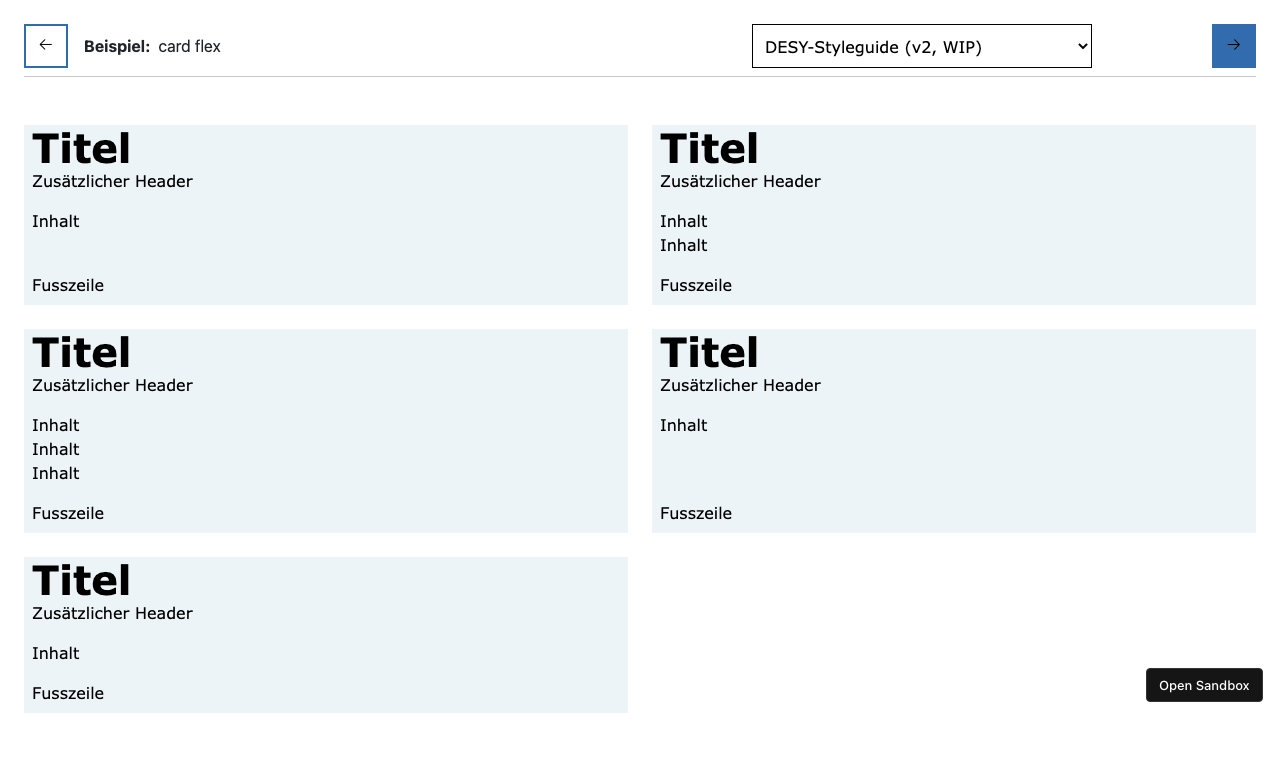 ← Beispiel: card flex DESY-Styleguide (v2, WIP) →
Titel
Zusätzlicher Header
Inhalt
Fusszeile
Titel
Zusätzlicher Header
Inhalt
Inhalt
Fusszeile
Titel
Zusätzlicher Header
Inhalt
Inhalt
Inhalt
Fusszeile
Titel
Zusätzlicher Header
Inhalt
Fusszeile
Titel
Zusätzlicher Header
Inhalt
Fusszeile
Open Sandbox